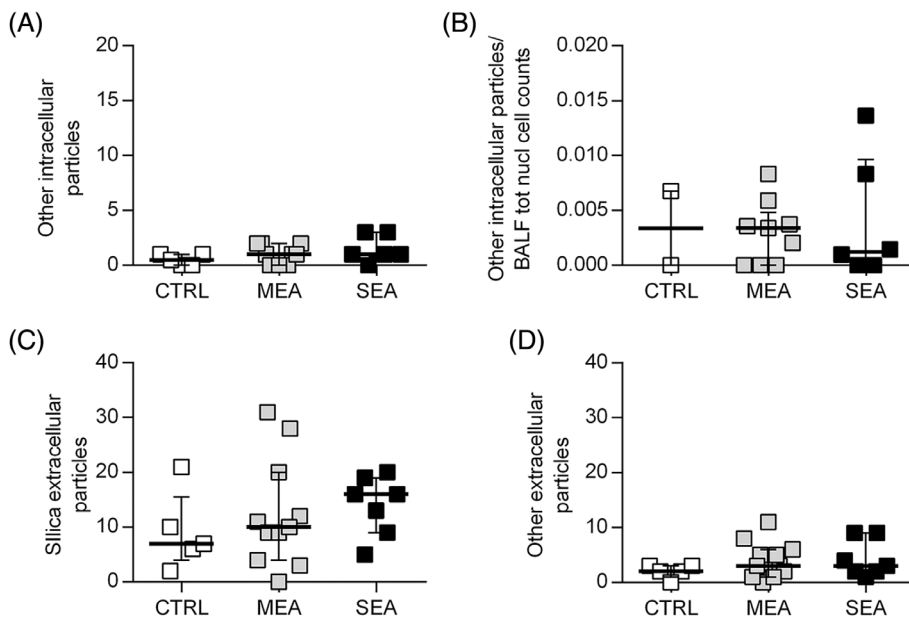 (A)
Other intracellular
particles
20
15
10
5
0
CTRL MEA SEA
(B)
Other intracellular particles/
BALF tot nucl cell counts
0.020
0.015
0.010
0.005
0.000
CTRL MEA SEA
(C)
SIlica extracellular
particles
40
30
20
10
0
CTRL MEA SEA
(D)
Other extracellular
particles
40
30
20
10
0
CTRL MEA SEA